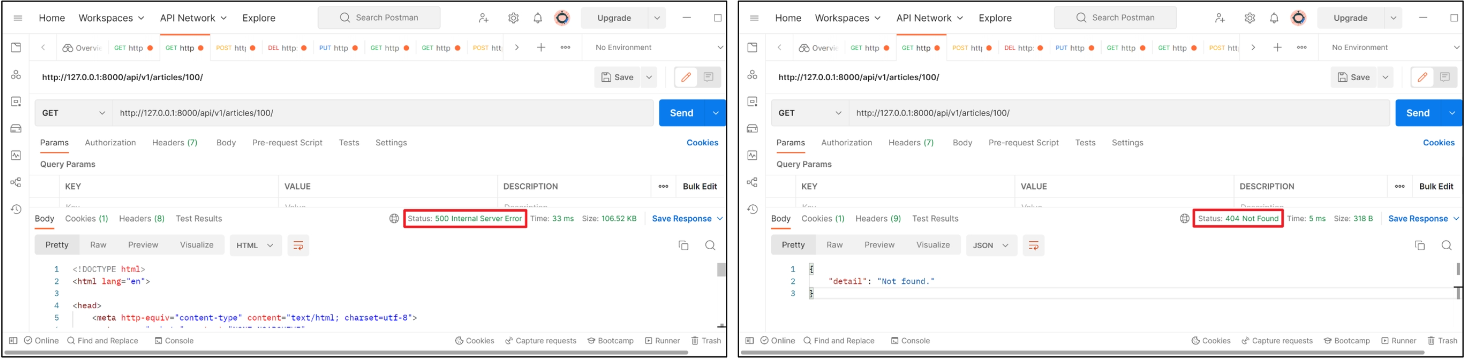 Home Workspaces API Network Explore Search Postman Upgrade
Overvi GET http GET http POST http DEL http: PUT http GET http GET http POST htt No Environment
http://127.0.0.1:8000/api/v1/articles/100/ Save
GET http://127.0.0.1:8000/api/v1/articles/100/ Send
Params Authorization Headers (7) Body Pre-request Script Tests Settings Cookies
Query Params
KEY VALUE DESCRIPTION Bulk Edit
Key Value Description
Body Cookies (1) Headers (8) Test Results Status: 500 Internal Server Error Time: 33 ms Size: 106.52 KB Save Response
Pretty Raw Preview Visualize HTML
1 <!DOCTYPE html>
2 <html lang="en">
3
4 <head>
5 <meta http-equiv="content-type" content="text/html; charset=utf-8">
Online Find and Replace Console Cookies Capture requests Bootcamp Runner Trash
Home Workspaces API Network Explore Search Postman Upgrade
Overvie GET http GET http POST http DEL http: PUT http GET http GET http POST htt No Environment
http://127.0.0.1:8000/api/v1/articles/100/ Save
GET http://127.0.0.1:8000/api/v1/articles/100/ Send
Params Authorization Headers (7) Body Pre-request Script Tests Settings Cookies
Query Params
KEY VALUE DESCRIPTION Bulk Edit
Key Value Description
Body Cookies (1) Headers (9) Test Results Status: 404 Not Found Time: 5 ms Size: 318 B Save Response
Pretty Raw Preview Visualize JSON
1 {
2 "detail": "Not found."
3 }
Online Find and Replace Console Cookies Capture requests Bootcamp Runner Trash